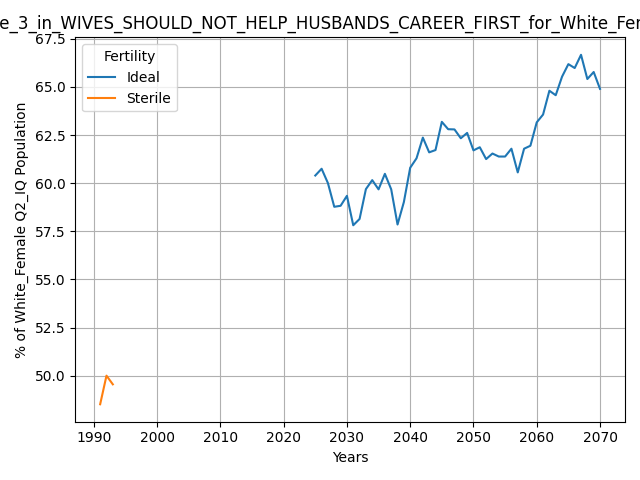 e_3_in_WIVES_SHOULD_NOT_HELP_HUSBANDS_CAREER_FIRST_for_White_Fem
Fertility
Ideal
Sterile
% of White_Female Q2_IQ Population
67.5
65.0
62.5
60.0
57.5
55.0
52.5
50.0
1990 2000 2010 2020 2030 2040 2050 2060 2070
Years